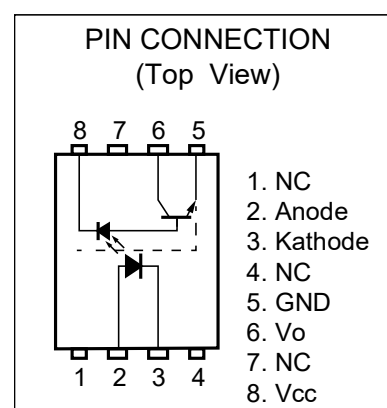 PIN CONNECTION
(Top View)
8 7 6 5
1. NC
2. Anode
3. Kathode
4. NC
5. GND
6. Vo
7. NC
8. Vcc
1 2 3 4